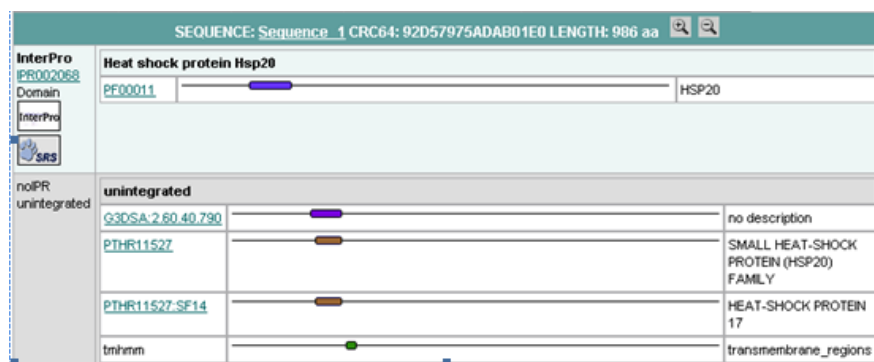 SEQUENCE: Sequence_1 CRC64: 92D57975ADAB01E0 LENGTH: 986 aa
InterPro
IPR002068
Domain
InterPro
SRS
Heat shock protein Hsp20
PF00011
HSP20
noIPR
unintegrated
unintegrated
G3DSA:2.60.40.790
no description
PTHR11527
SMALL HEAT-SHOCK
PROTEIN (HSP20)
FAMILY
PTHR11527:SF14
HEAT-SHOCK PROTEIN
17
tmhmm
transmembrane_regions